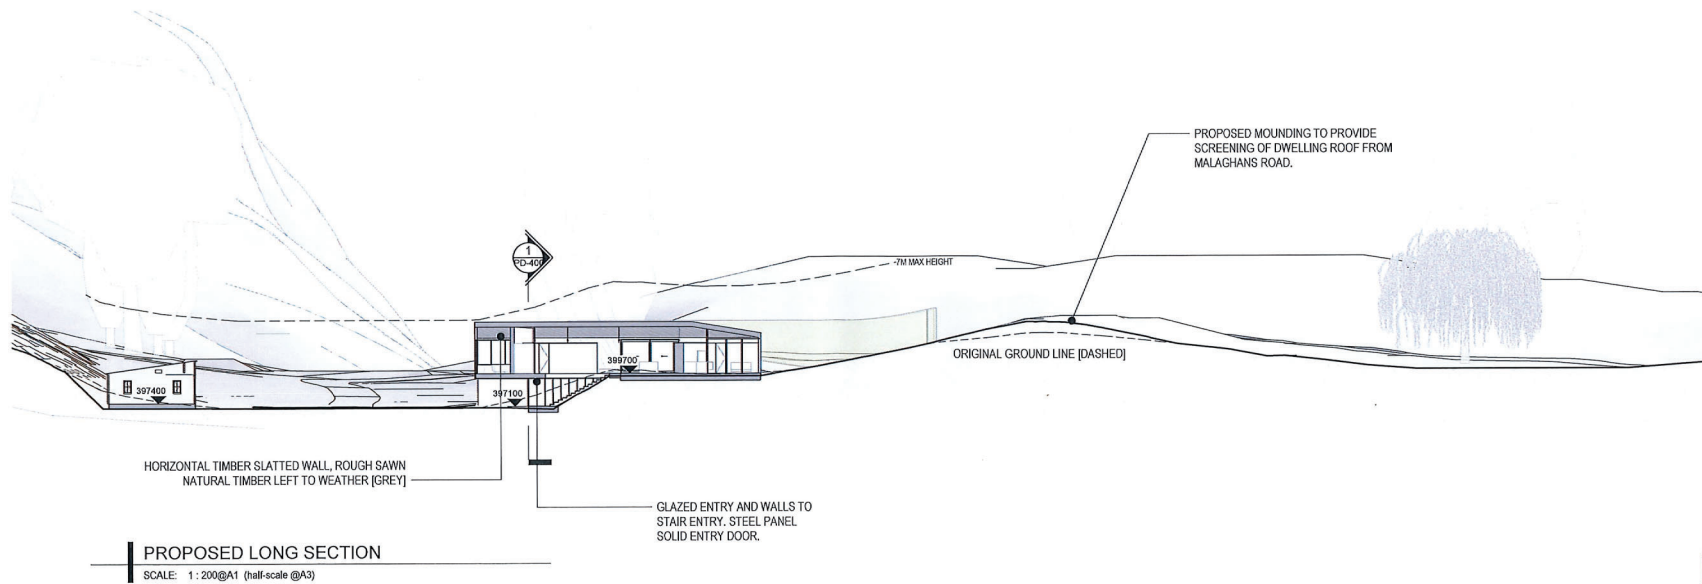 PROPOSED MOUNDING TO PROVIDE
SCREENING OF DWELLING ROOF FROM
MALAGHANS ROAD.
1
PD-400
-7M MAX HEIGHT
ORIGINAL GROUND LINE [DASHED]
399700
397400
397100
HORIZONTAL TIMBER SLATTED WALL, ROUGH SAWN
NATURAL TIMBER LEFT TO WEATHER [GREY]
GLAZED ENTRY AND WALLS TO
STAIR ENTRY. STEEL PANEL
SOLID ENTRY DOOR.
PROPOSED LONG SECTION
SCALE: 1 : 200@A1 (half-scale @A3)